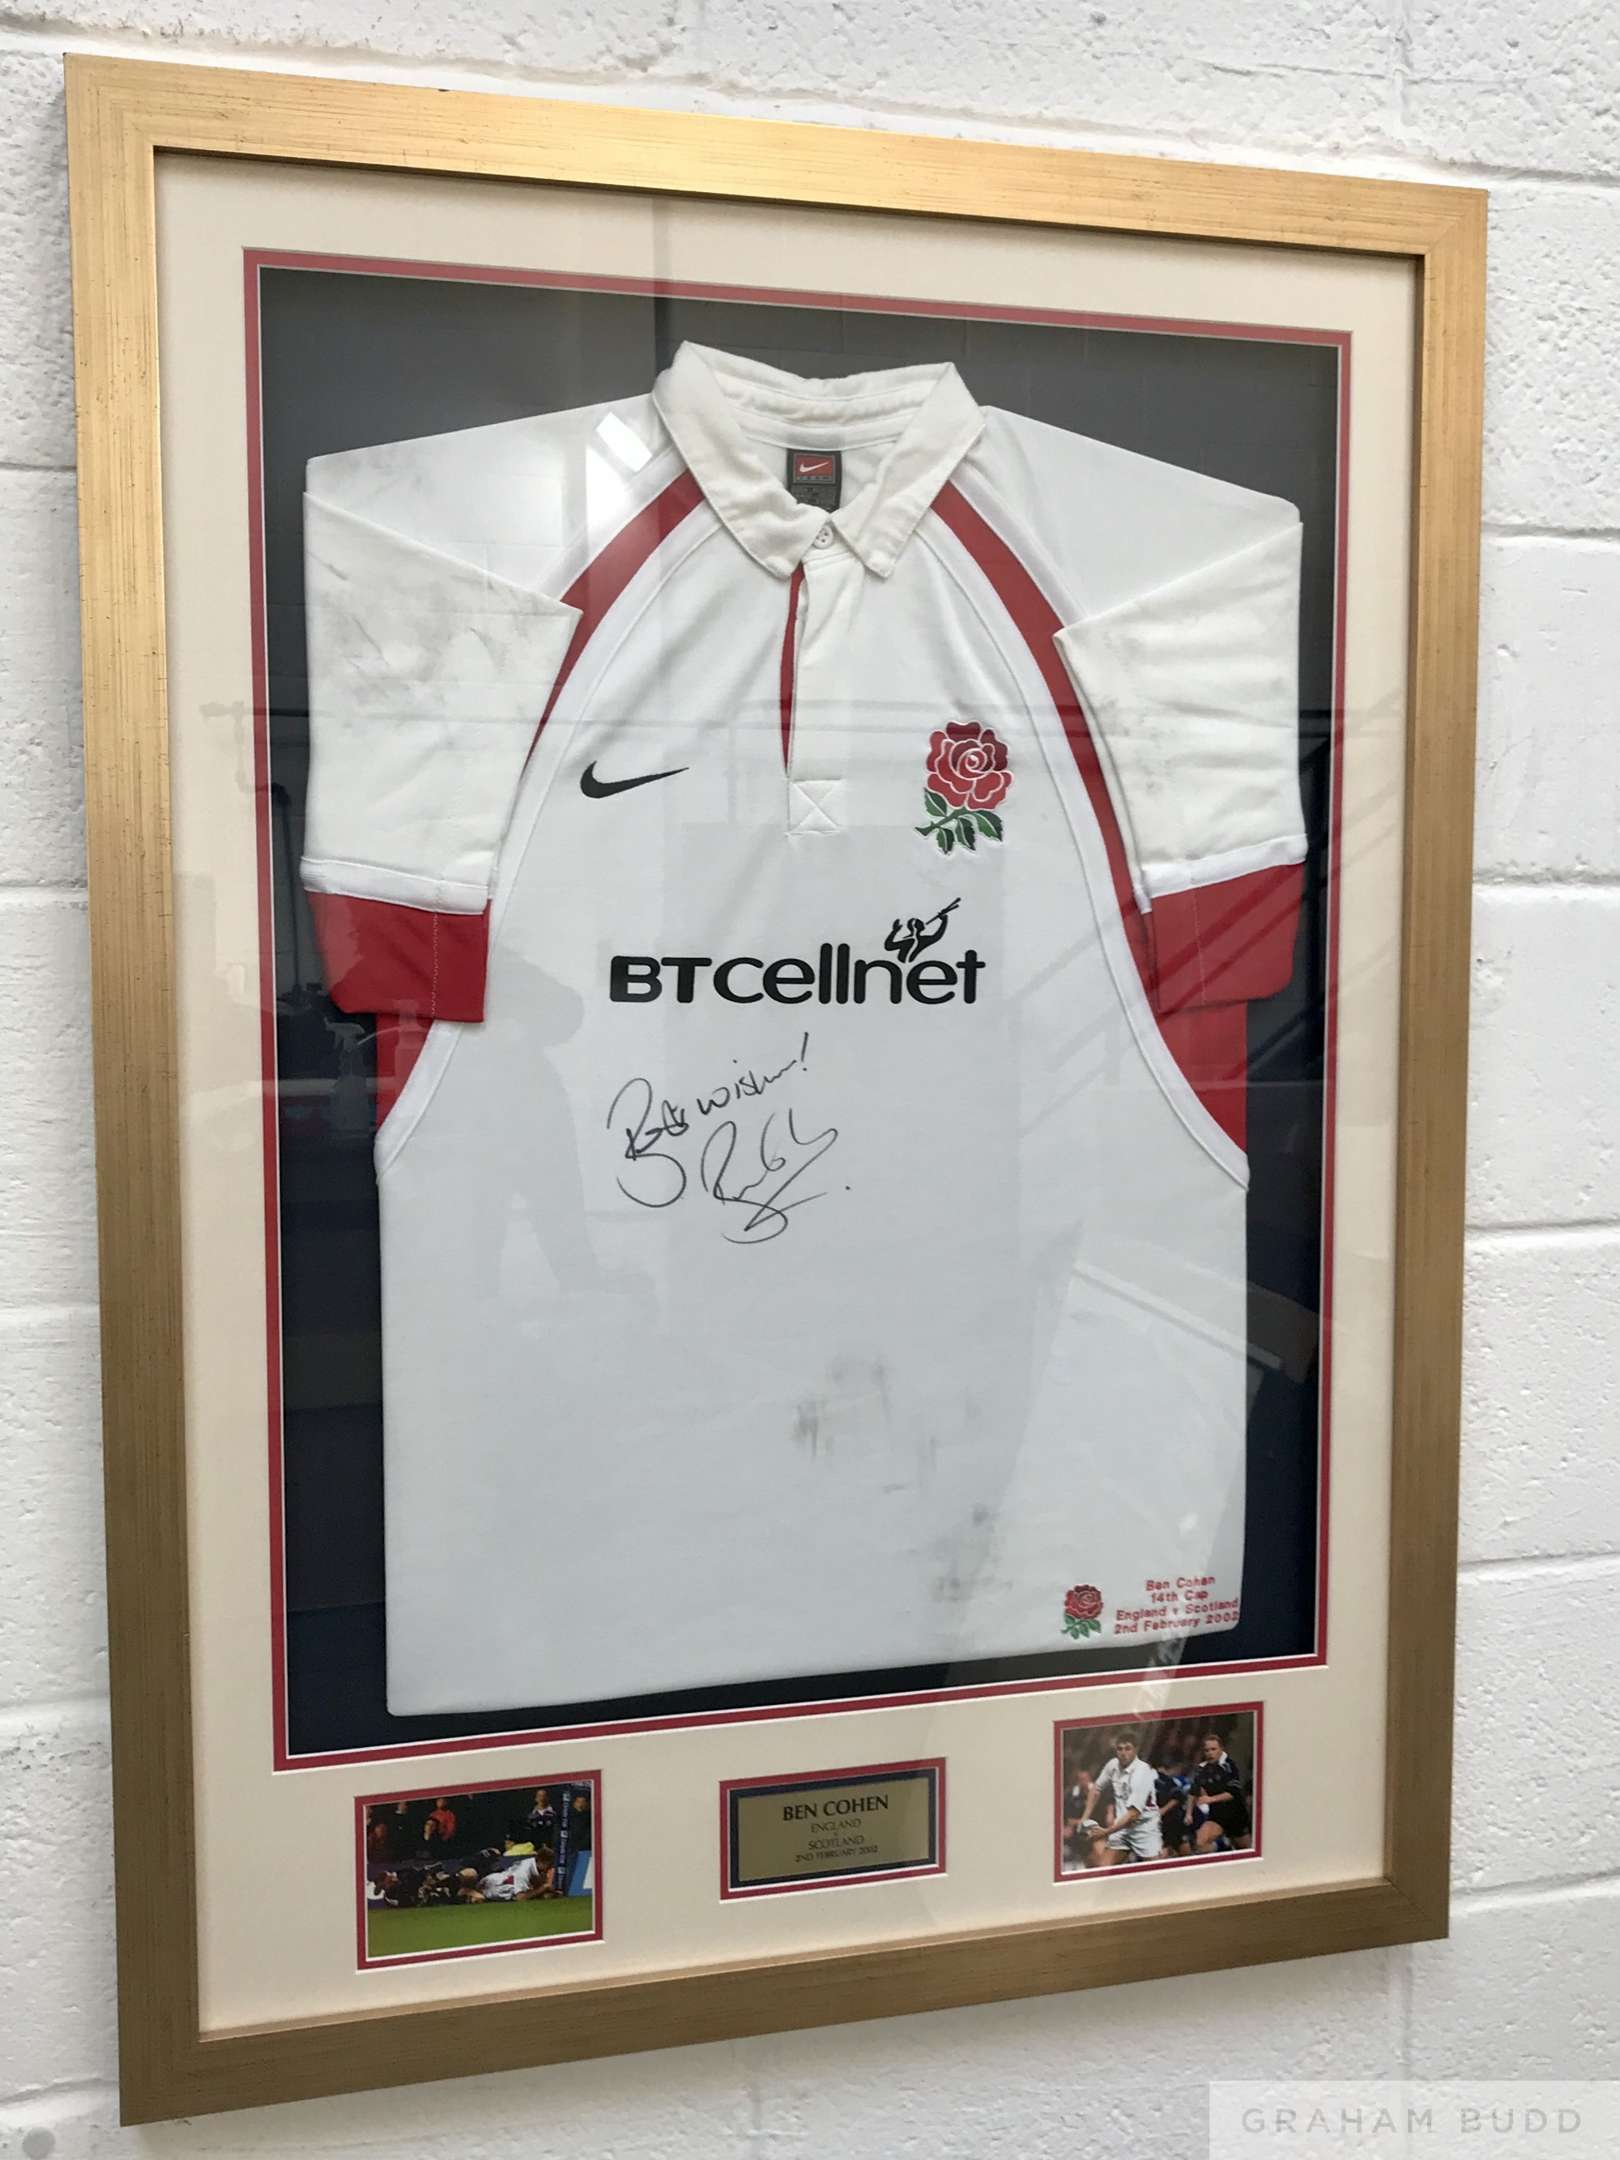 BTcellnet
Best wishes!
Ben Cohen
14th Cap
England v Scotland
2nd February 2002
BEN COHEN
ENGLAND
V
SCOTLAND
2ND FEBRUARY 2002
GRAHAM BUDD